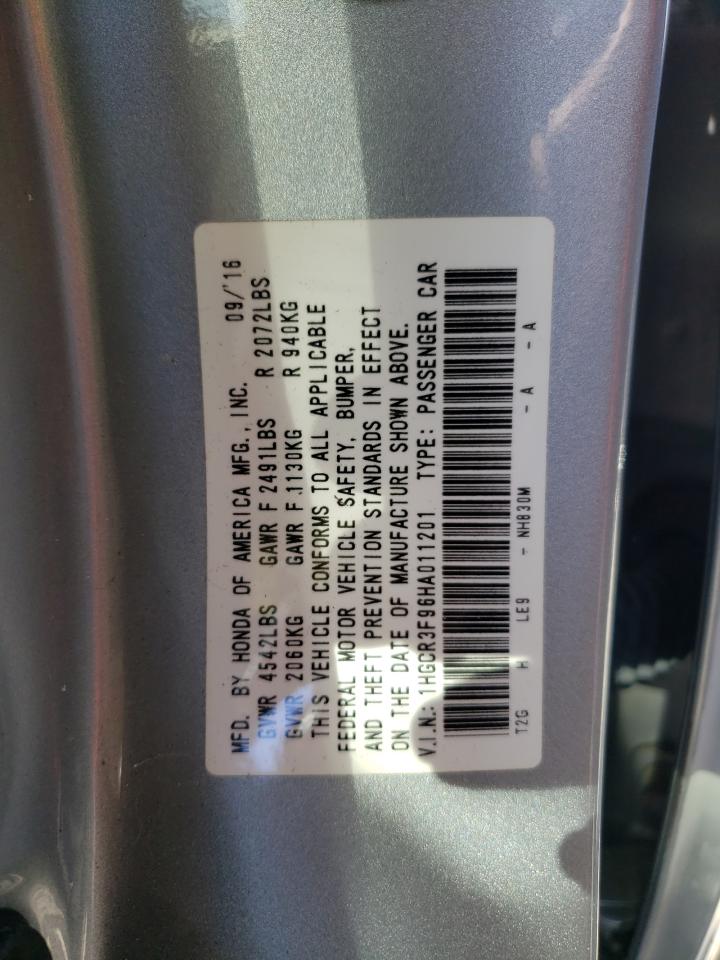 MFD. BY HONDA OF AMERICA MFG., INC. 09/'16
GVWR 4542LBS GAWR F 2491LBS R 2072LBS
GVWR 2060KG GAWR F 1130KG R 940KG
THIS VEHICLE CONFORMS TO ALL APPLICABLE
FEDERAL MOTOR VEHICLE SAFETY, BUMPER,
AND THEFT PREVENTION STANDARDS IN EFFECT
ON THE DATE OF MANUFACTURE SHOWN ABOVE.
V.I.N.: 1HGCR3F96HA011201 TYPE: PASSENGER CAR
T2G H LE9 - NH830M - A - A